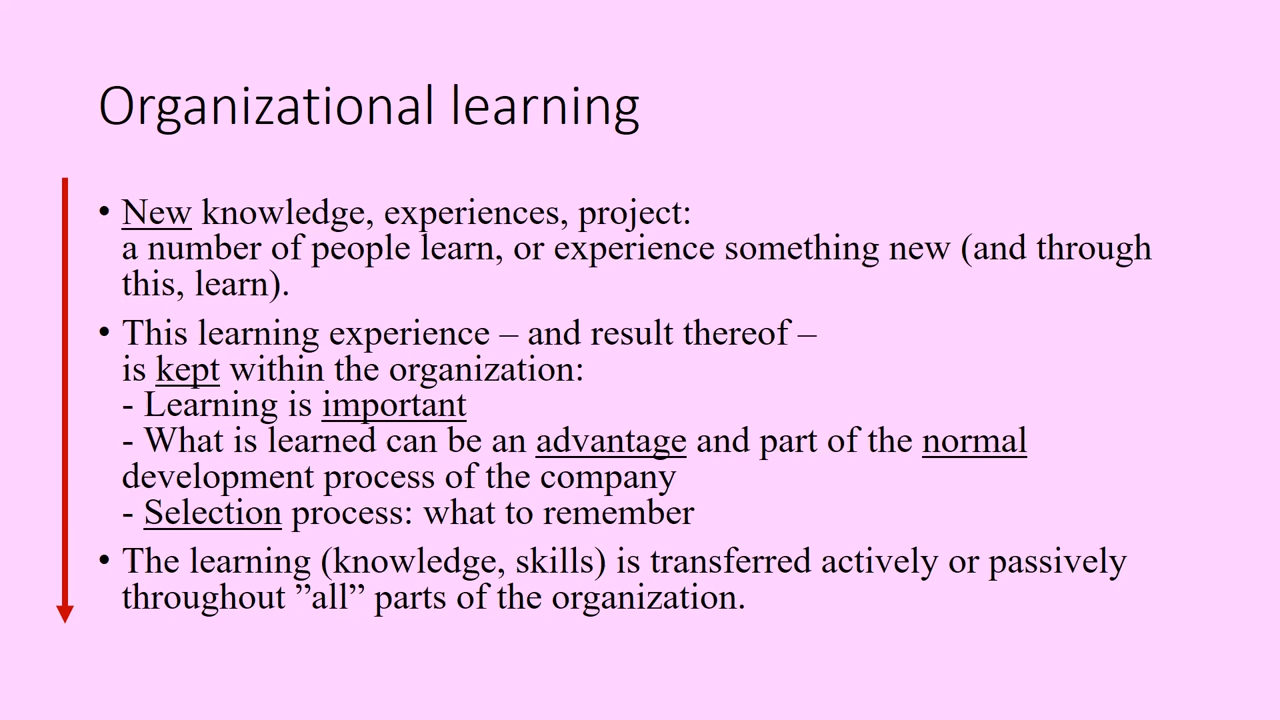 Organizational learning
• New knowledge, experiences, project:
a number of people learn, or experience something new (and through
this, learn).
• This learning experience – and result thereof –
is kept within the organization:
- Learning is important
- What is learned can be an advantage and part of the normal
development process of the company
- Selection process: what to remember
• The learning (knowledge, skills) is transferred actively or passively
throughout ”all” parts of the organization.